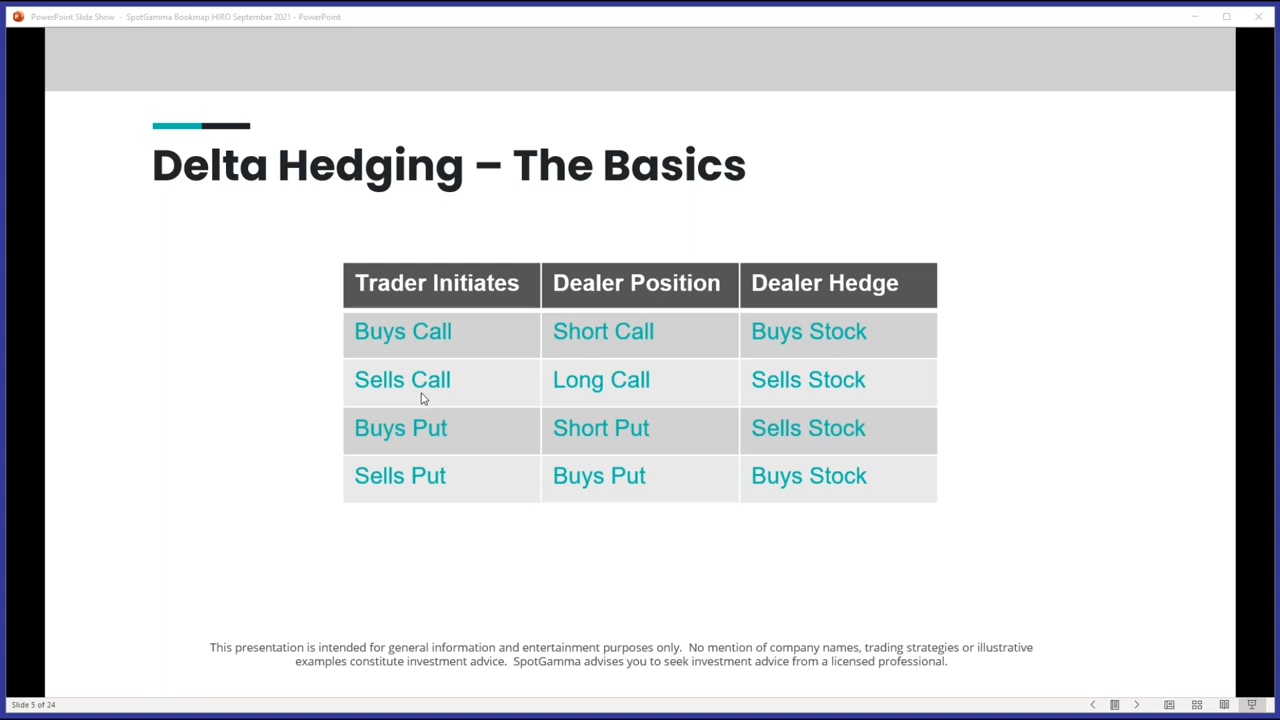 PowerPoint Slide Show - SpotGamma Bookmap HIRO September 2021 - PowerPoint
Delta Hedging – The Basics
Trader Initiates Dealer Position Dealer Hedge
Buys Call Short Call Buys Stock
Sells Call Long Call Sells Stock
Buys Put Short Put Sells Stock
Sells Put Buys Put Buys Stock
This presentation is intended for general information and entertainment purposes only. No mention of company names, trading strategies or illustrative
examples constitute investment advice. SpotGamma advises you to seek investment advice from a licensed professional.
Slide 5 of 24